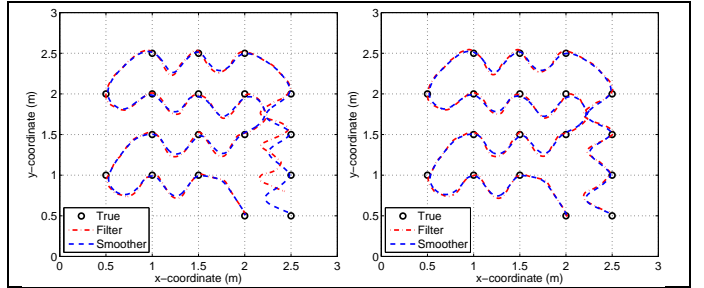 3
2.5
2
1.5
1
0.5
0
y−coordinate (m)
True
Filter
Smoother
0 0.5 1 1.5 2 2.5 3
x−coordinate (m)
3
2.5
2
1.5
1
0.5
0
y−coordinate (m)
True
Filter
Smoother
0 0.5 1 1.5 2 2.5 3
x−coordinate (m)